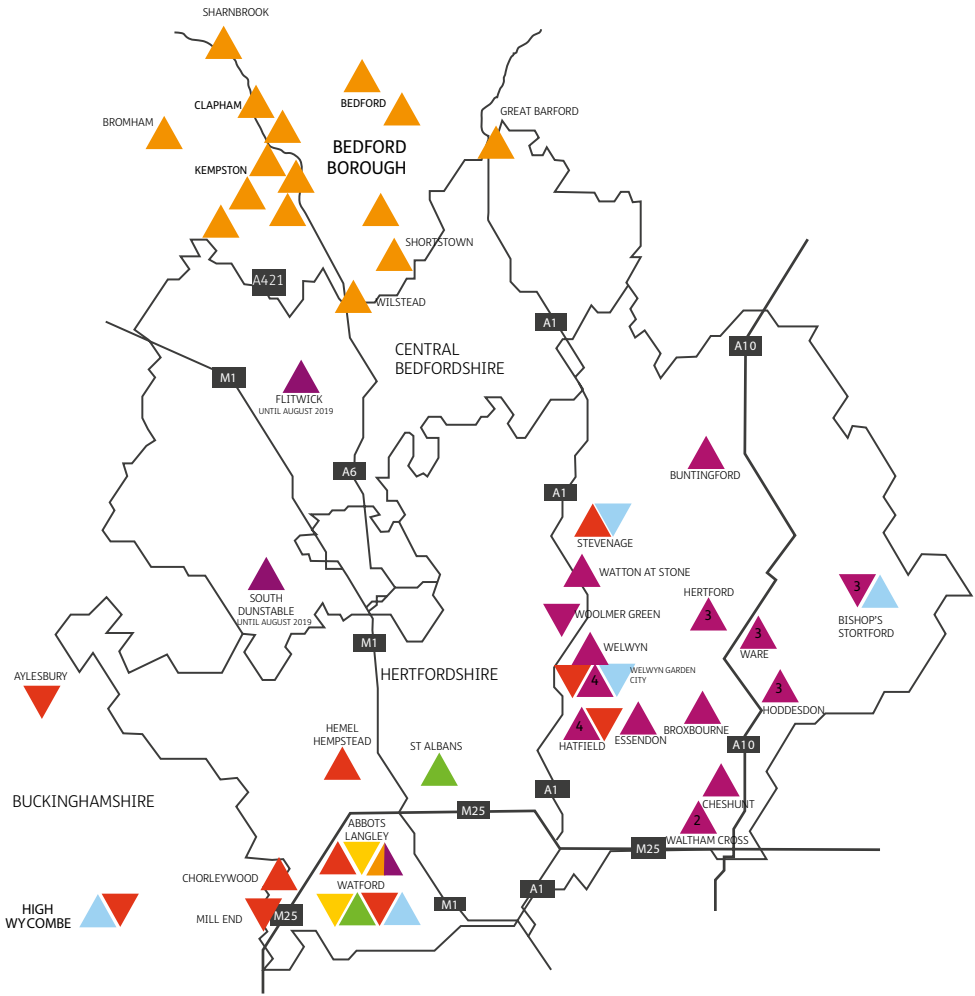 SHARNBROOK
CLAPHAM
BEDFORD
BROMHAM
GREAT BARFORD
BEDFORD
BOROUGH
KEMPSTON
SHORTSTOWN
A421
WILSTEAD
A1
A10
CENTRAL
BEDFORDSHIRE
M1
FLITWICK
UNTIL AUGUST 2019
A6
BUNTINGFORD
A1
STEVENAGE
WATTON AT STONE
SOUTH
DUNSTABLE
UNTIL AUGUST 2019
HERTFORD
3
3
BISHOP'S
STORTFORD
WOOLMER GREEN
3
WARE
M1
WELWYN
HERTFORDSHIRE
WELWYN GARDEN
CITY
4
AYLESBURY
3
HODDESDON
4
HATFIELD
ESSENDON
BROXBOURNE
HEMEL
HEMPSTEAD
ST ALBANS
A10
A1
BUCKINGHAMSHIRE
CHESHUNT
M25
ABBOTS
LANGLEY
2
WALTHAM CROSS
M25
CHORLEYWOOD
WATFORD
A1
M1
HIGH
WYCOMBE
MILL END
M25